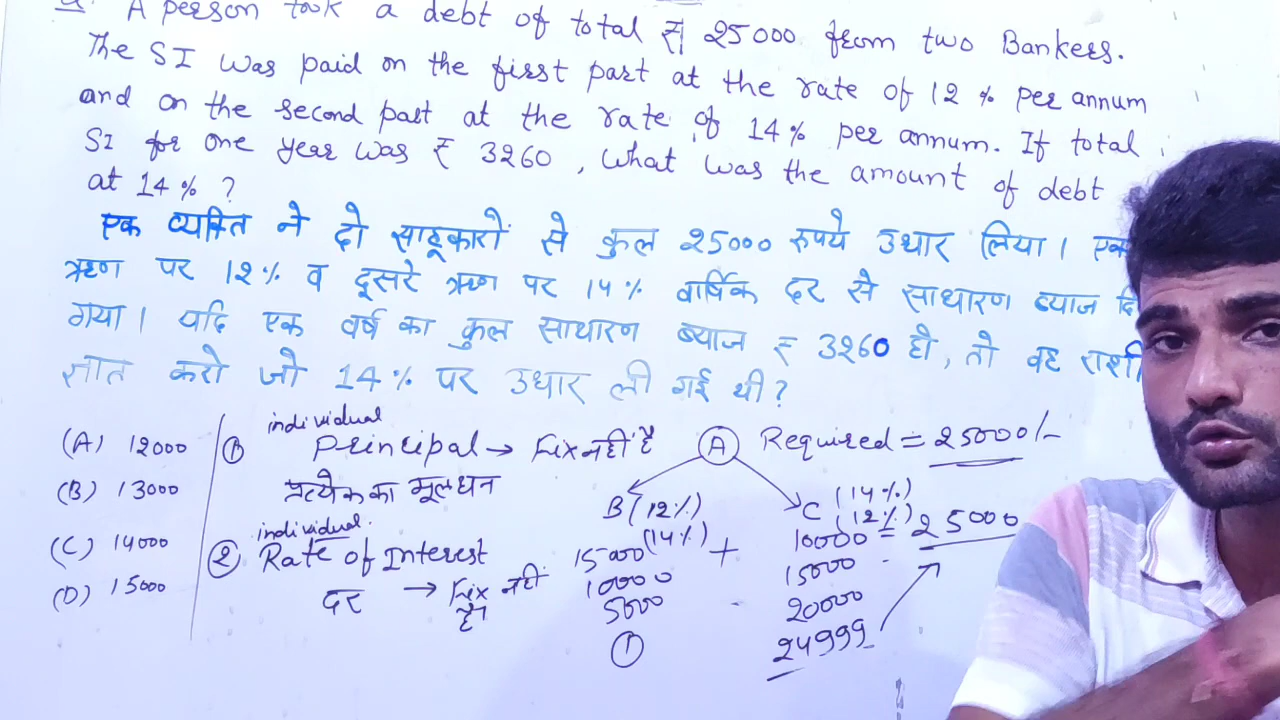 Q. A person took a debt of total ₹ 25000 from two Bankers.
The SI was paid on the first part at the rate of 12 % per annum
and on the second part at the rate of 14 % per annum. If total
SI for one year was ₹ 3260 , what was the amount of debt
at 14 % ?
एक व्यक्ति ने दो साहूकारों से कुल 25000 रुपये उधार लिया । एक
ऋण पर 12 % व दूसरे ऋण पर 14 % वार्षिक दर से साधारण ब्याज दि
गया । यदि एक वर्ष का कुल साधारण ब्याज ₹ 3260 हो , तो वह राशी
ज्ञात करो जो 14 % पर उधार ली गई थी ?
(A) 12000
(B) 13000
(C) 14000
(D) 15000
individual
① Principal → Fix नही है
प्रत्येक का मूलधन
individual
② Rate of Interest
दर → Fix नही है
(A) Required = 25000/-
B (12%) C (14%)
(14%) (12%)
15000 + 10000 = 25000
10000 15000
5000 20000
① 24999